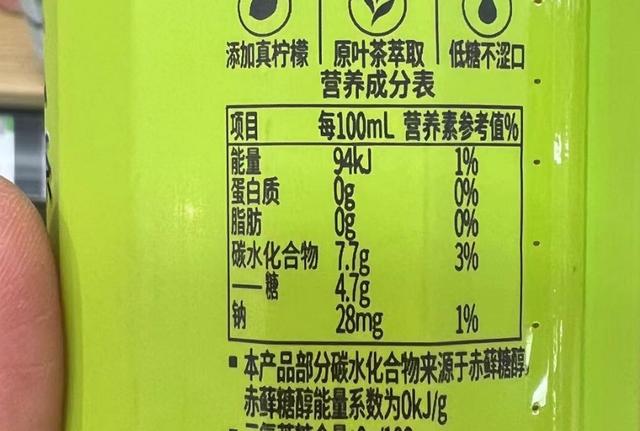 添加真柠檬 原叶茶萃取 低糖不涩口
营养成分表
项目 每100mL 营养素参考值%
能量 94kJ 1%
蛋白质 0g 0%
脂肪 0g 0%
碳水化合物 7.7g 3%
——糖 4.7g
钠 28mg 1%
▪ 本产品部分碳水化合物来源于赤藓糖醇,
赤藓糖醇能量系数为0kJ/g